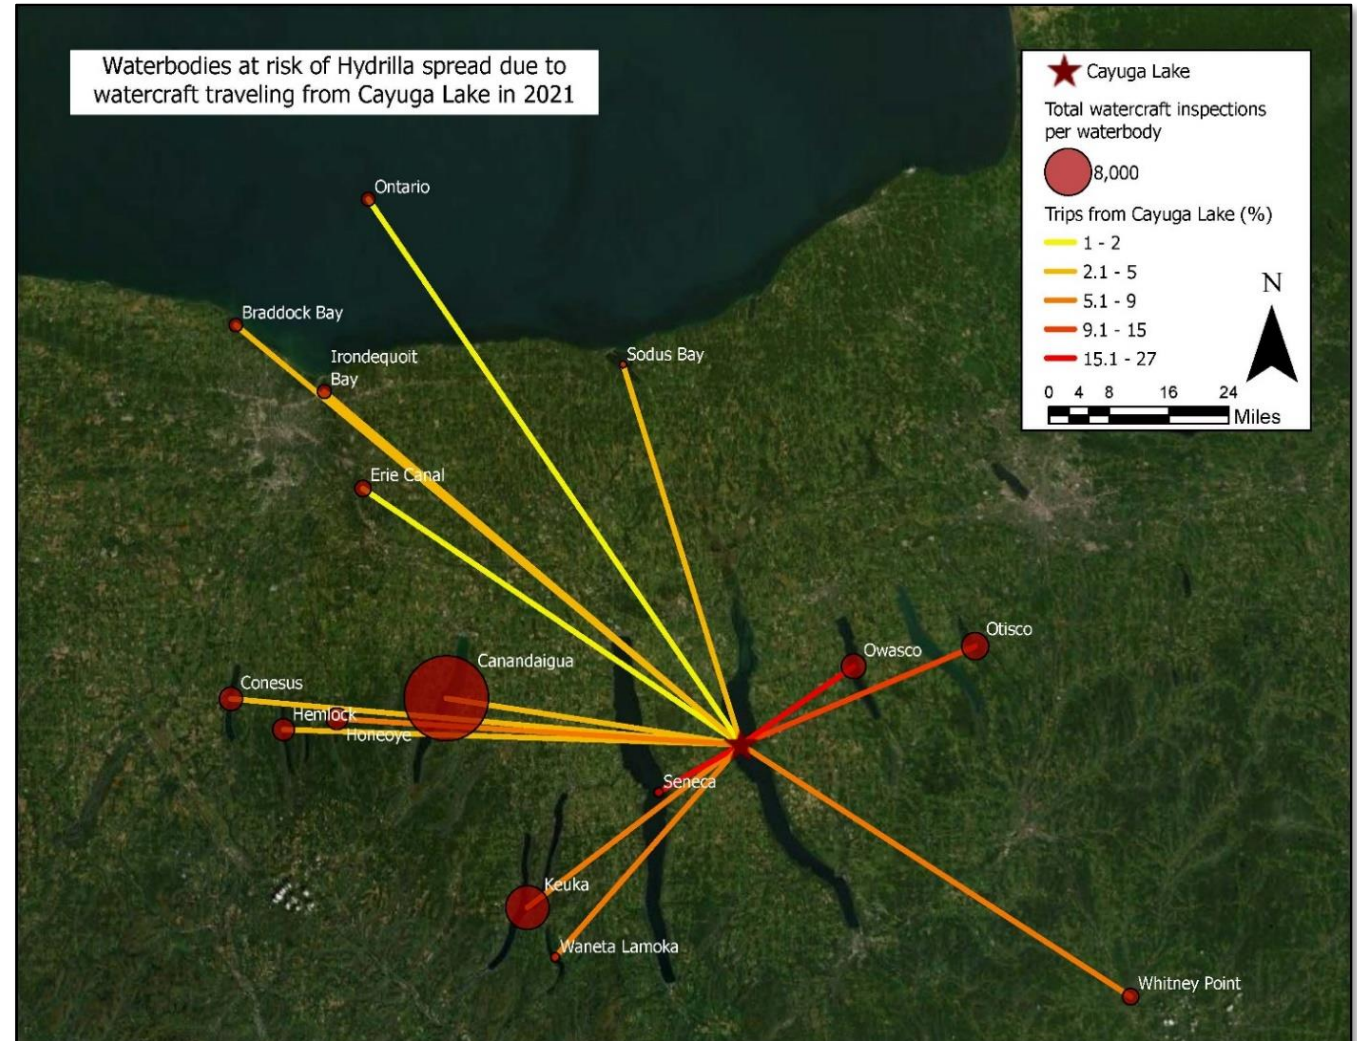 Waterbodies at risk of Hydrilla spread due to
watercraft traveling from Cayuga Lake in 2021
Cayuga Lake
Total watercraft inspections
per waterbody
8,000
Trips from Cayuga Lake (%)
1 - 2
2.1 - 5
5.1 - 9
9.1 - 15
15.1 - 27
N
0 4 8 16 24
Miles
Ontario
Braddock Bay
Irondequoit
Bay
Sodus Bay
Erie Canal
Otisco
Owasco
Canandaigua
Conesus
Hemlock
Honeoye
Seneca
Keuka
Waneta Lamoka
Whitney Point